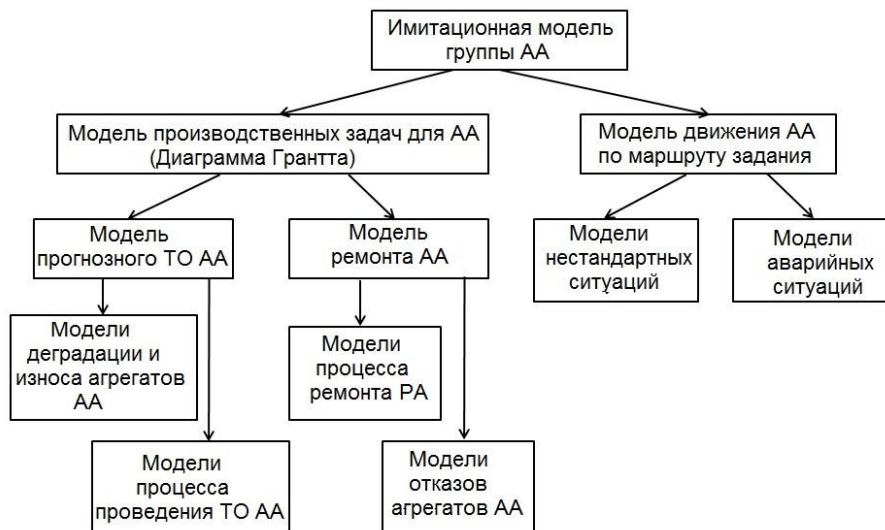 Имитационная модель
группы АА
Модель производственных задач для АА
(Диаграмма Грантта)
Модель движения АА
по маршруту задания
Модель
прогнозного ТО АА
Модель
ремонта АА
Модели
нестандартных
ситуаций
Модели
аварийных
ситуаций
Модели
деградации и
износа агрегатов
АА
Модели
процесса
ремонта РА
Модели
процесса
проведения ТО АА
Модели
отказов
агрегатов АА